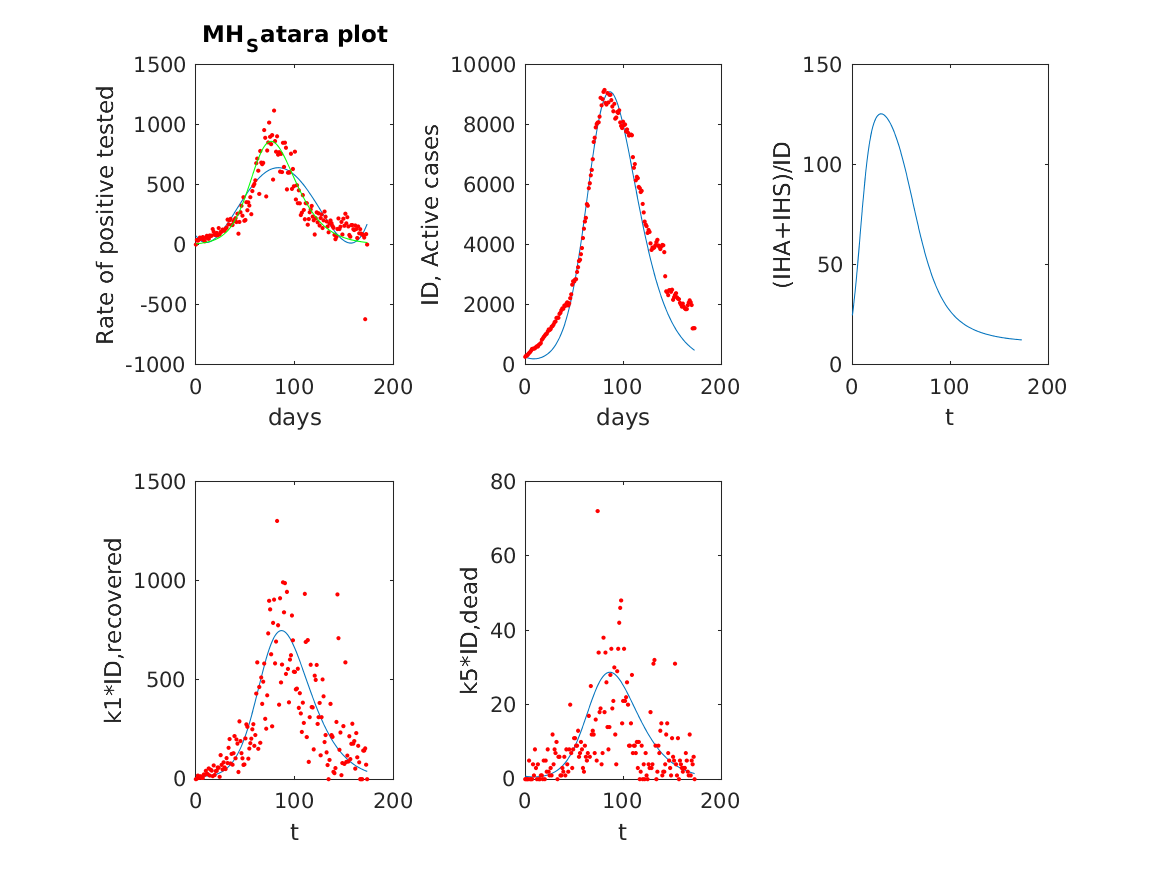 MH_Satara plot
1500
1000
500
0
-500
-1000
Rate of positive tested
0 100 200
days
10000
8000
6000
4000
2000
0
ID, Active cases
0 100 200
days
150
100
50
0
(IHA+IHS)/ID
0 100 200
t
1500
1000
500
0
k1*ID,recovered
0 100 200
t
80
60
40
20
0
k5*ID,dead
0 100 200
t